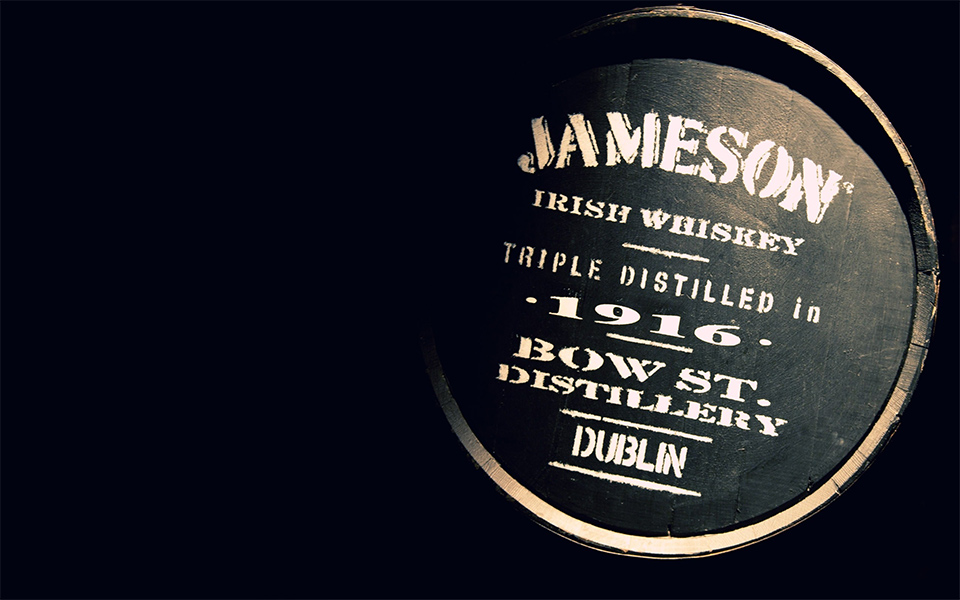 JAMESON
IRISH WHISKEY
TRIPLE DISTILLED in
·1916·
BOW ST.
DISTILLERY
DUBLIN